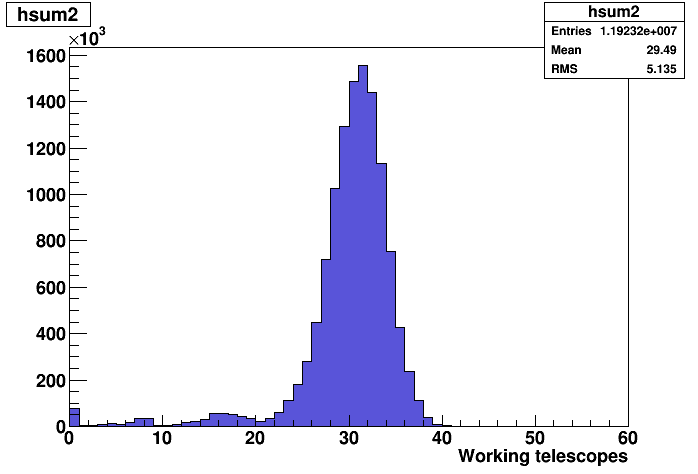 hsum2
hsum2
Entries 1.19232e+007
Mean 29.49
RMS 5.135
×10³
1600
1400
1200
1000
800
600
400
200
0
0 10 20 30 40 50 60
Working telescopes